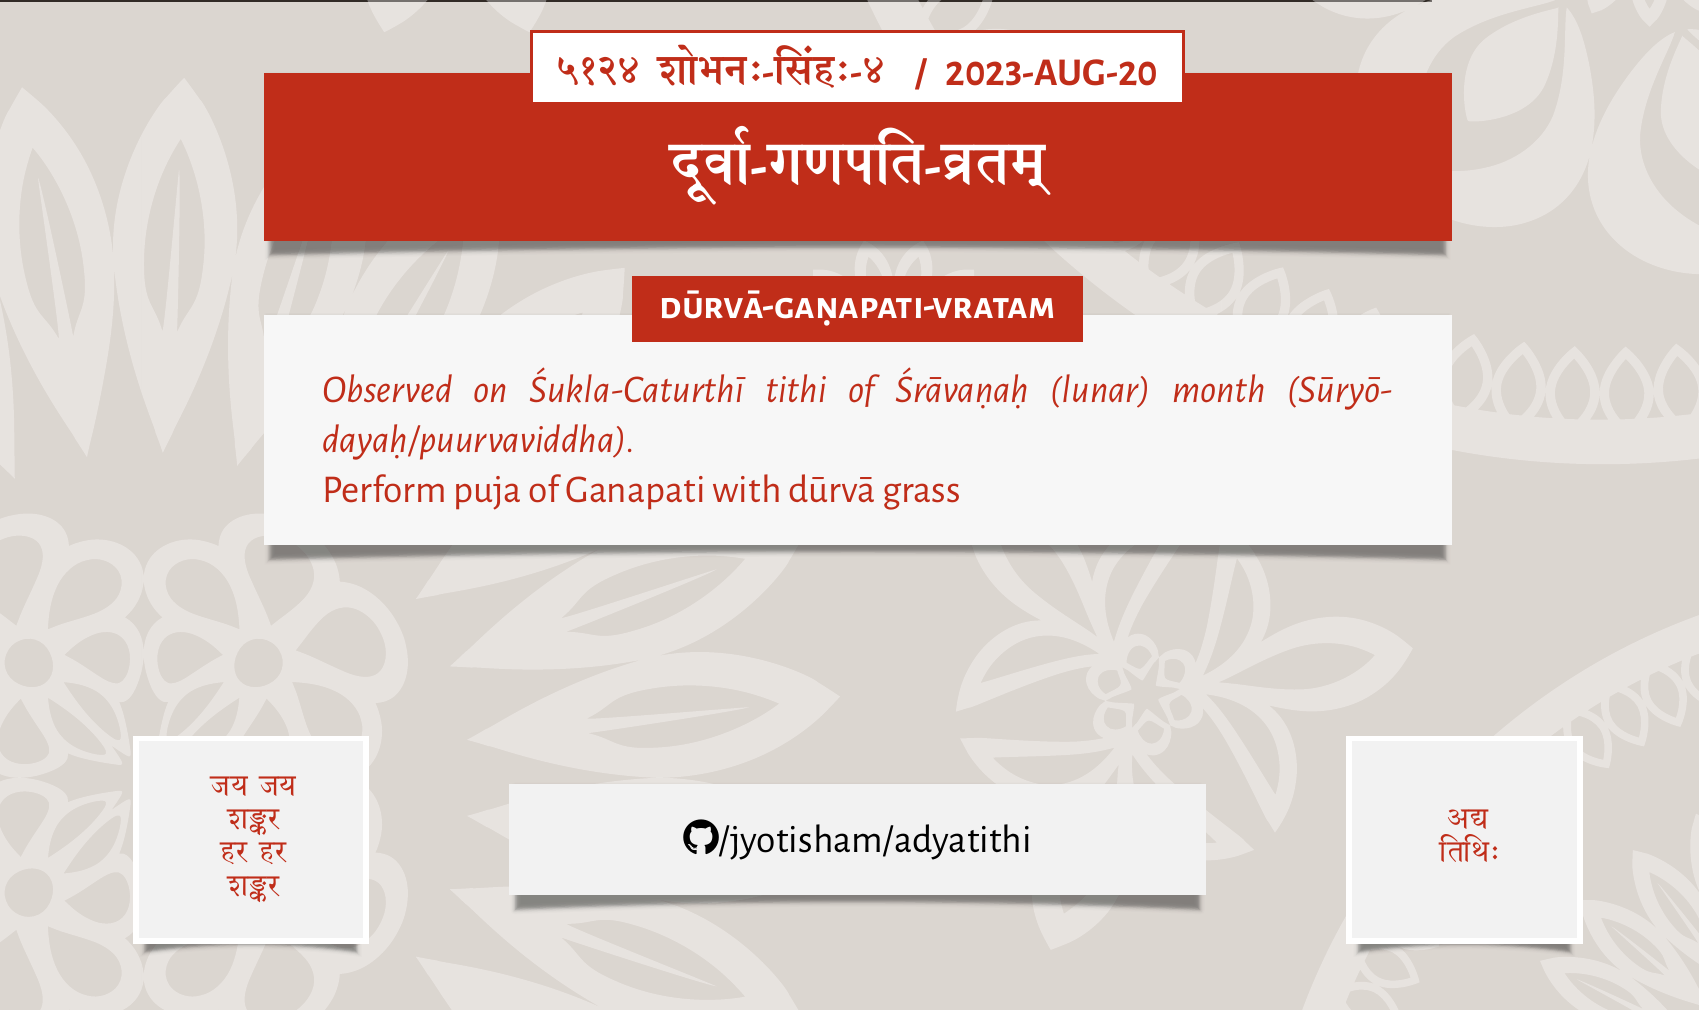 ५१२४ शोभनः-सिंहः-४ / 2023-AUG-20
दूर्वा-गणपति-व्रतम्
DŪRVĀ-GAṆAPATI-VRATAM
Observed on Śukla-Caturthī tithi of Śrāvaṇaḥ (lunar) month (Sūryō-
dayaḥ/puurvaviddha).
Perform puja of Ganapati with dūrvā grass
जय जय
शङ्कर
हर हर
शङ्कर
/jyotisham/adyatithi
अद्य
तिथिः